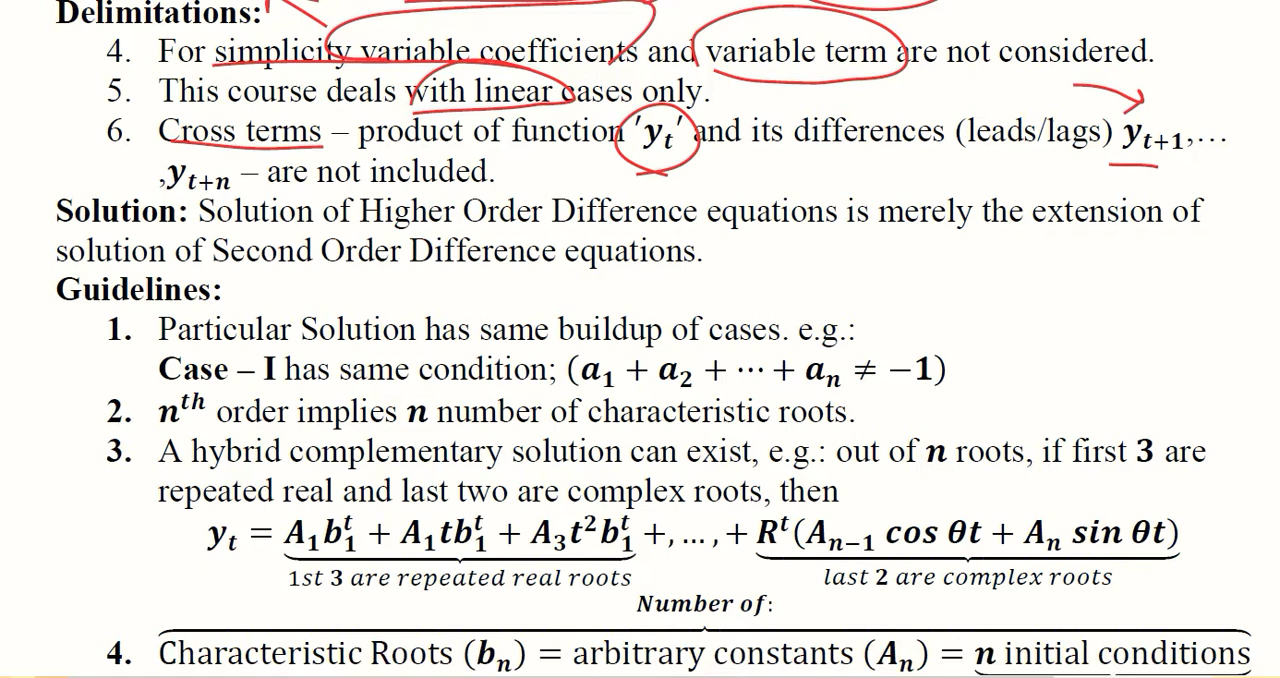 Delimitations:
4. For simplicity variable coefficients and variable term are not considered.
5. This course deals with linear cases only.
6. Cross terms – product of function 'yₜ' and its differences (leads/lags) yₜ₊₁,…
,yₜ₊ₙ – are not included.
Solution: Solution of Higher Order Difference equations is merely the extension of
solution of Second Order Difference equations.
Guidelines:
1. Particular Solution has same buildup of cases. e.g.:
Case – I has same condition; (a₁ + a₂ + ⋯ + aₙ ≠ −1)
2. nᵗʰ order implies n number of characteristic roots.
3. A hybrid complementary solution can exist, e.g.: out of n roots, if first 3 are
repeated real and last two are complex roots, then
yₜ = A₁b₁ᵗ + A₁tb₁ᵗ + A₃t²b₁ᵗ +, … , + Rᵗ(Aₙ₋₁ cos θt + Aₙ sin θt)
1st 3 are repeated real roots last 2 are complex roots
Number of:
4. Characteristic Roots (bₙ) = arbitrary constants (Aₙ) = n initial conditions